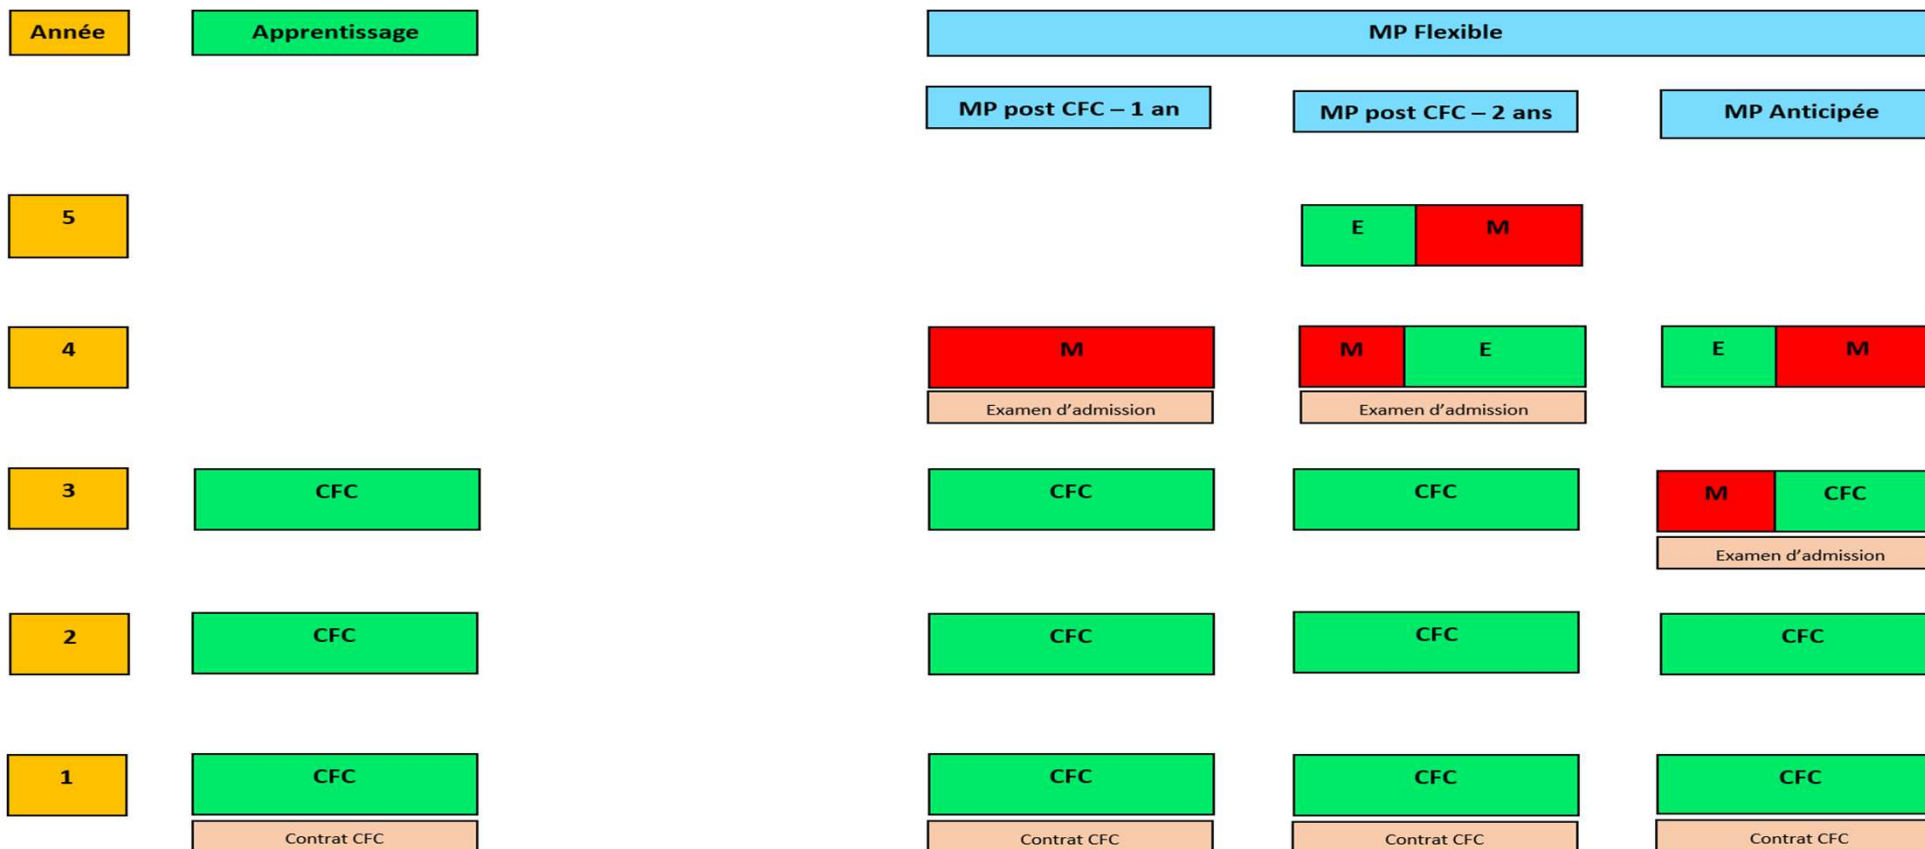 Année Apprentissage MP Flexible
MP post CFC – 1 an MP post CFC – 2 ans MP Anticipée
5 E M
4 M M E E M
Examen d'admission Examen d'admission
3 CFC CFC CFC M CFC
Examen d'admission
2 CFC CFC CFC CFC
1 CFC CFC CFC CFC
Contrat CFC Contrat CFC Contrat CFC Contrat CFC